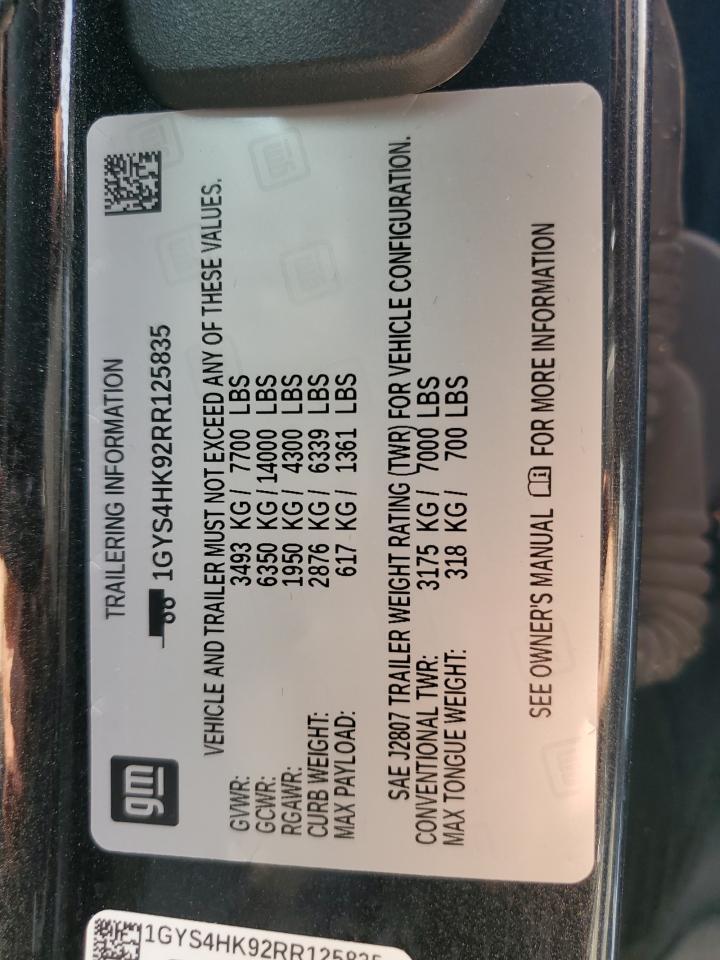 gm
TRAILERING INFORMATION
1GYS4HK92RR125835
VEHICLE AND TRAILER MUST NOT EXCEED ANY OF THESE VALUES.
GVWR: 3493 KG / 7700 LBS
GCWR: 6350 KG / 14000 LBS
RGAWR: 1950 KG / 4300 LBS
CURB WEIGHT: 2876 KG / 6339 LBS
MAX PAYLOAD: 617 KG / 1361 LBS
SAE J2807 TRAILER WEIGHT RATING (TWR) FOR VEHICLE CONFIGURATION.
CONVENTIONAL TWR: 3175 KG / 7000 LBS
MAX TONGUE WEIGHT: 318 KG / 700 LBS
SEE OWNER'S MANUAL FOR MORE INFORMATION
1GYS4HK92RR125835